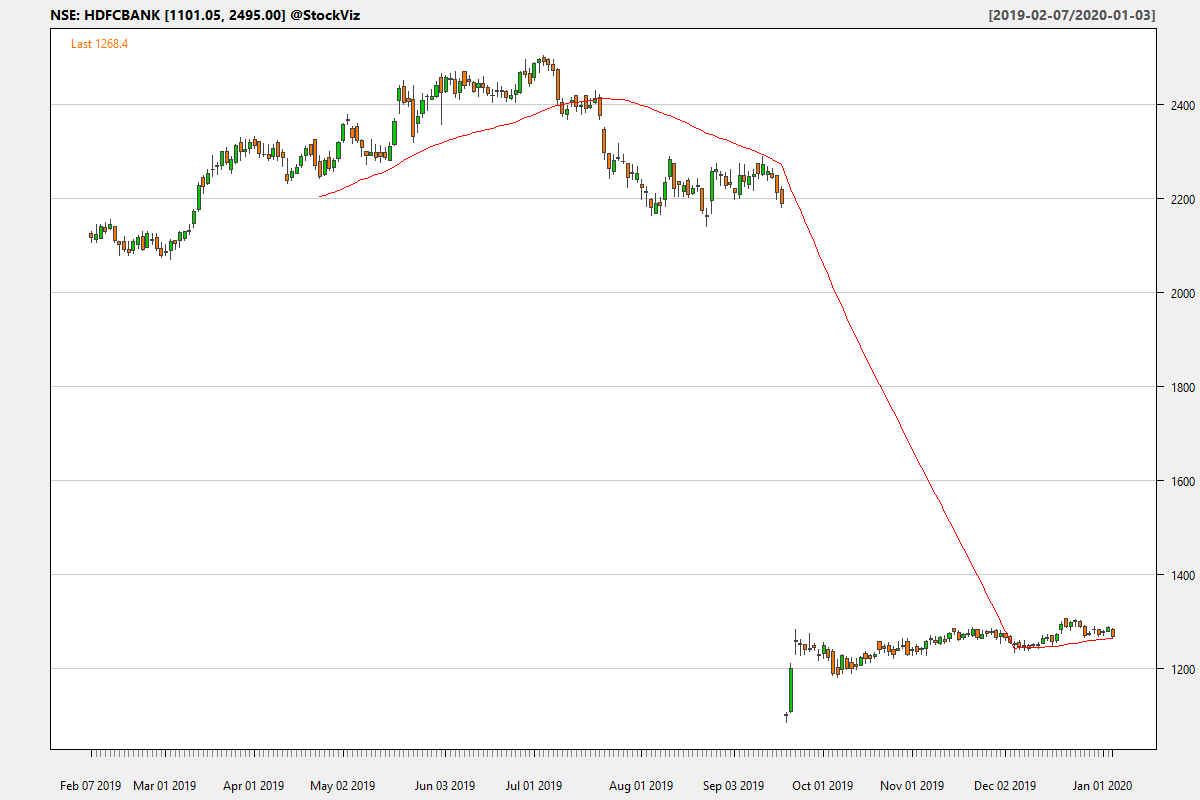 NSE: HDFCBANK [1101.05, 2495.00] @StockViz [2019-02-07/2020-01-03]
Last 1268.4
2400
2200
2000
1800
1600
1400
1200
Feb 07 2019 Mar 01 2019 Apr 01 2019 May 02 2019 Jun 03 2019 Jul 01 2019 Aug 01 2019 Sep 03 2019 Oct 01 2019 Nov 01 2019 Dec 02 2019 Jan 01 2020